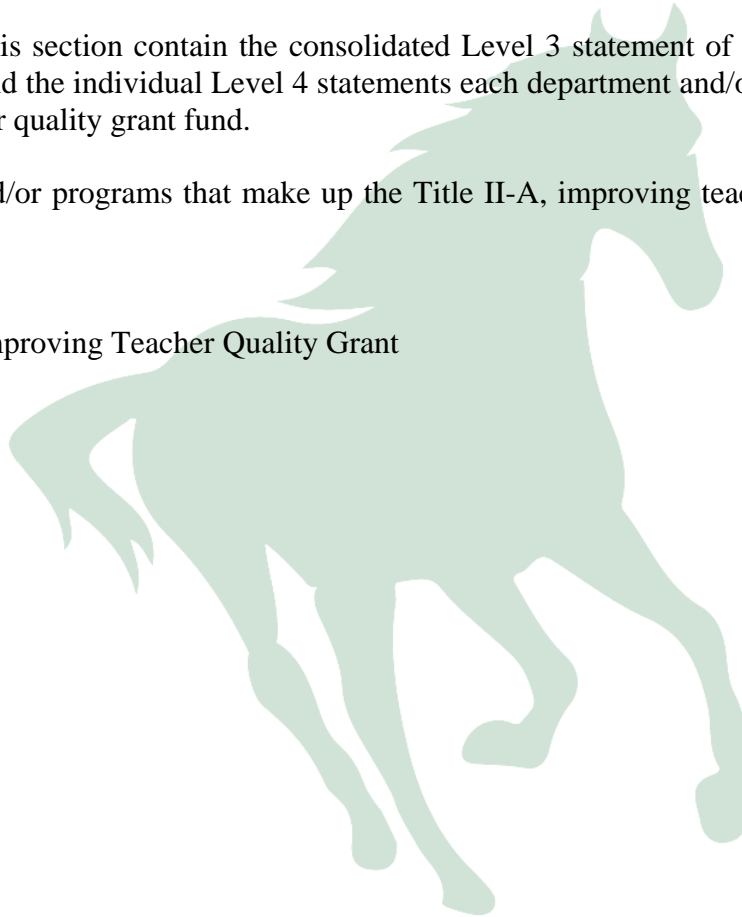 is section contain the consolidated Level 3 statement of
d the individual Level 4 statements each department and/o
r quality grant fund.
d/or programs that make up the Title II-A, improving teac
nproving Teacher Quality Grant